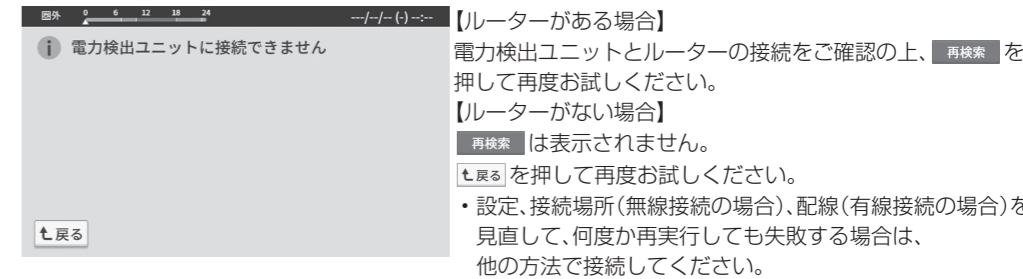 圏外 0 6 12 18 24 ---/--/-- (-) --:--
i 電力検出ユニットに接続できません
戻る
【ルーターがある場合】
電力検出ユニットとルーターの接続をご確認の上、 再検索 を
押して再度お試しください。
【ルーターがない場合】
再検索 は表示されません。
戻る を押して再度お試しください。
・設定、接続場所(無線接続の場合)、配線(有線接続の場合)を
見直して、何度か再実行しても失敗する場合は、
他の方法で接続してください。